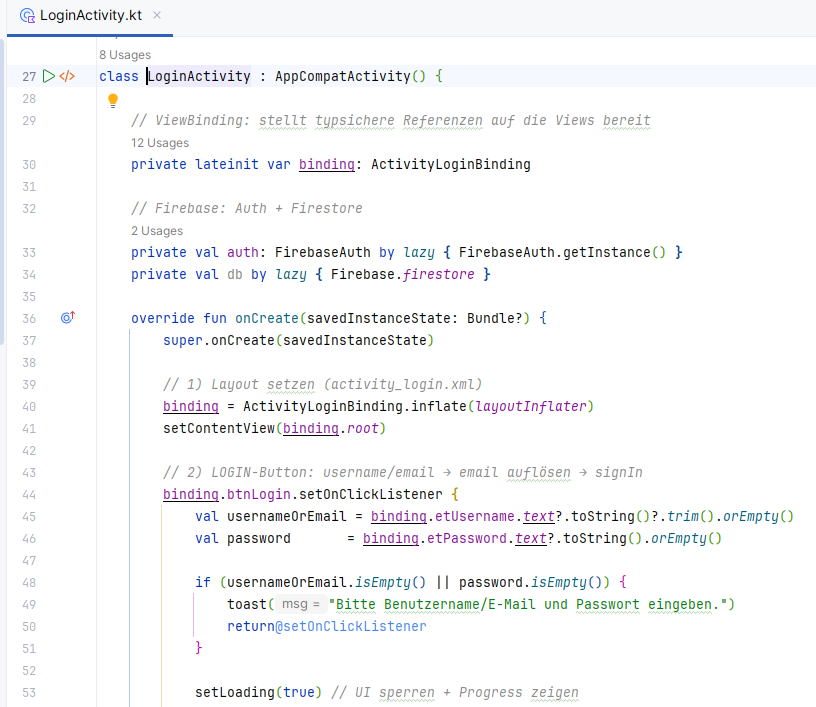 LoginActivity.kt ×
8 Usages
27 </> class LoginActivity : AppCompatActivity() {
28
29 // ViewBinding: stellt typsichere Referenzen auf die Views bereit
12 Usages
30 private lateinit var binding: ActivityLoginBinding
31
32 // Firebase: Auth + Firestore
2 Usages
33 private val auth: FirebaseAuth by lazy { FirebaseAuth.getInstance() }
34 private val db by lazy { Firebase.firestore }
35
36 override fun onCreate(savedInstanceState: Bundle?) {
37 super.onCreate(savedInstanceState)
38
39 // 1) Layout setzen (activity_login.xml)
40 binding = ActivityLoginBinding.inflate(layoutInflater)
41 setContentView(binding.root)
42
43 // 2) LOGIN-Button: username/email → email auflösen → signIn
44 binding.btnLogin.setOnClickListener {
45 val usernameOrEmail = binding.etUsername.text?.toString()?.trim().orEmpty()
46 val password       = binding.etPassword.text?.toString().orEmpty()
47
48 if (usernameOrEmail.isEmpty() || password.isEmpty()) {
49 toast( msg = "Bitte Benutzername/E-Mail und Passwort eingeben.")
50 return@setOnClickListener
51 }
52
53 setLoading(true) // UI sperren + Progress zeigen